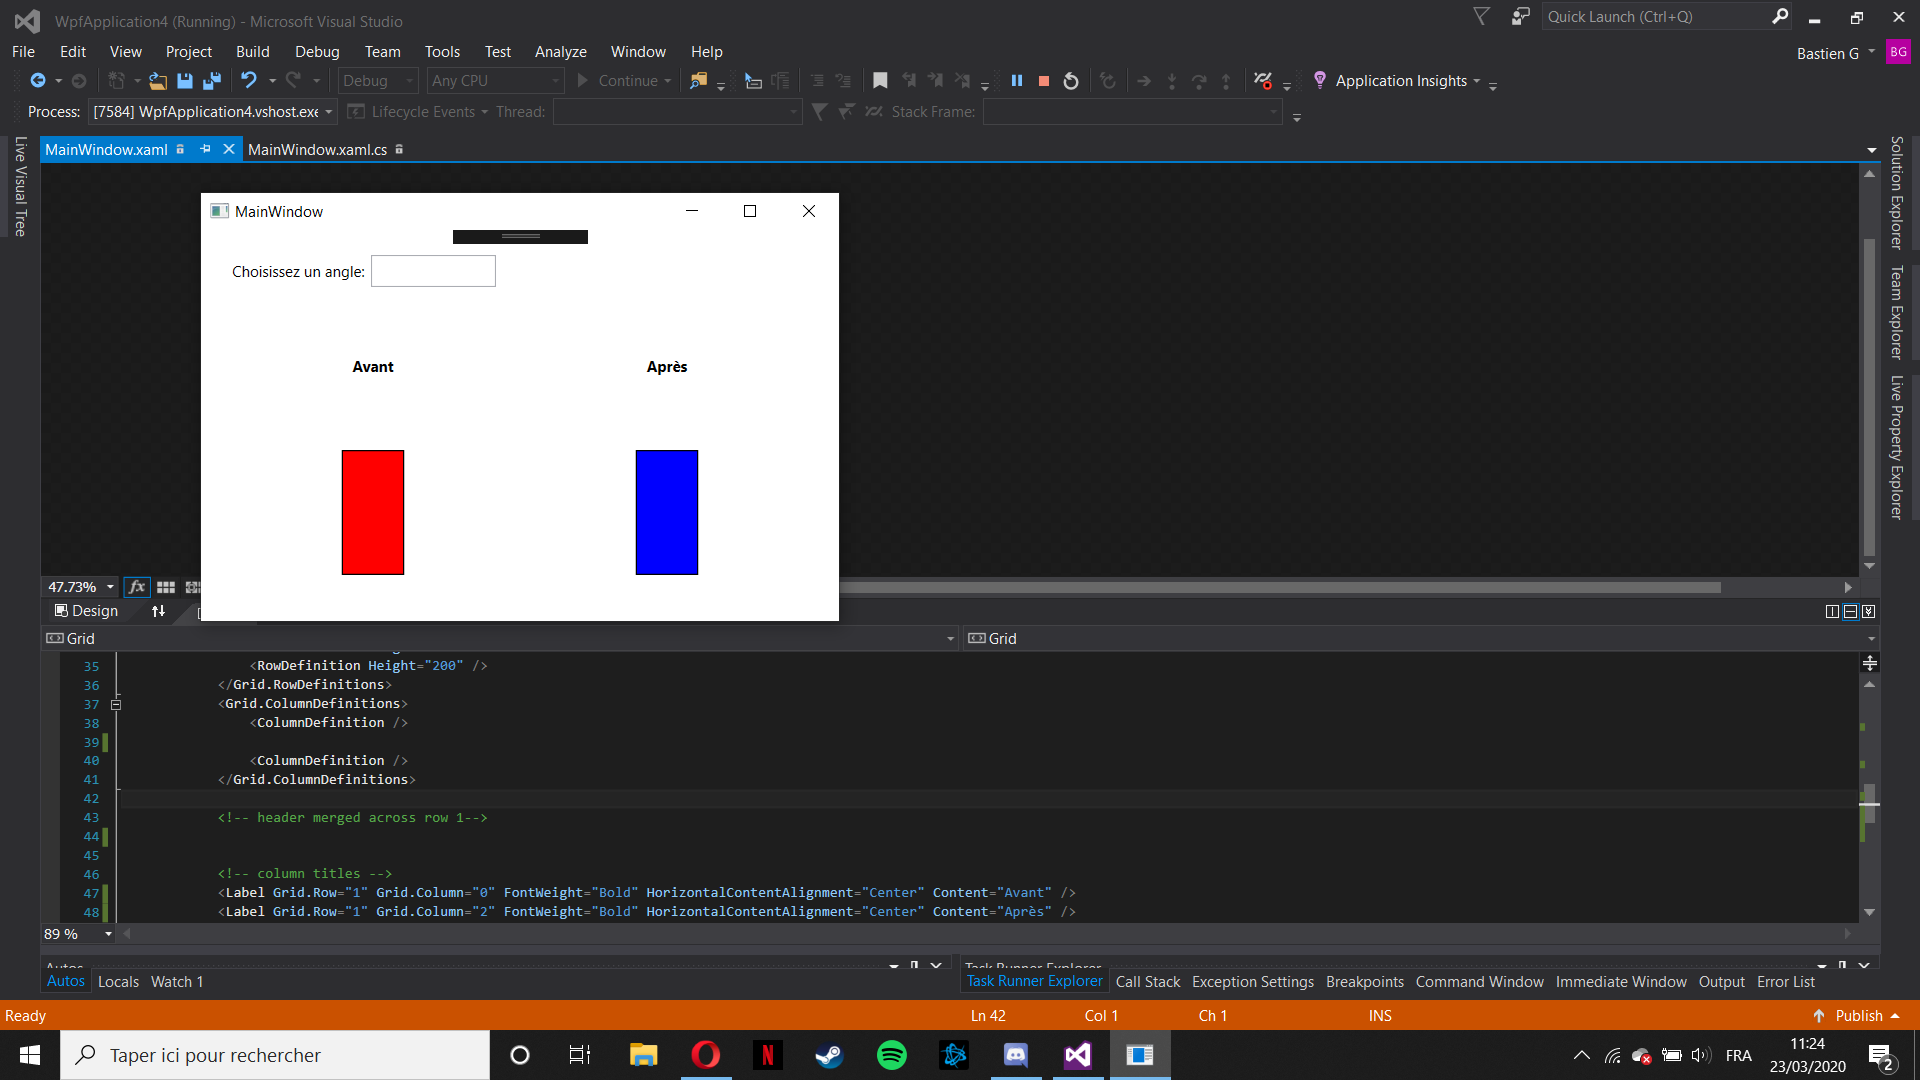 WpfApplication4 (Running) - Microsoft Visual Studio
Quick Launch (Ctrl+Q)
File Edit View Project Build Debug Team Tools Test Analyze Window Help
Bastien G BG
Debug Any CPU Continue Application Insights
Process: [7584] WpfApplication4.vshost.exe Lifecycle Events Thread: Stack Frame:
Live Visual Tree
MainWindow.xaml MainWindow.xaml.cs
Solution Explorer
Team Explorer
Live Property Explorer
MainWindow
Choisissez un angle:
Avant Après
47.73% fx
Design
Grid Grid
35 <RowDefinition Height="200" />
36 </Grid.RowDefinitions>
37 <Grid.ColumnDefinitions>
38 <ColumnDefinition />
39
40 <ColumnDefinition />
41 </Grid.ColumnDefinitions>
42
43 <!-- header merged across row 1-->
44
45
46 <!-- column titles -->
47 <Label Grid.Row="1" Grid.Column="0" FontWeight="Bold" HorizontalContentAlignment="Center" Content="Avant" />
48 <Label Grid.Row="1" Grid.Column="2" FontWeight="Bold" HorizontalContentAlignment="Center" Content="Après" />
89 %
Autos Task Runner Explorer
Autos Locals Watch 1 Task Runner Explorer Call Stack Exception Settings Breakpoints Command Window Immediate Window Output Error List
Ready Ln 42 Col 1 Ch 1 INS Publish
Taper ici pour rechercher
N
FRA
11:24
23/03/2020
2